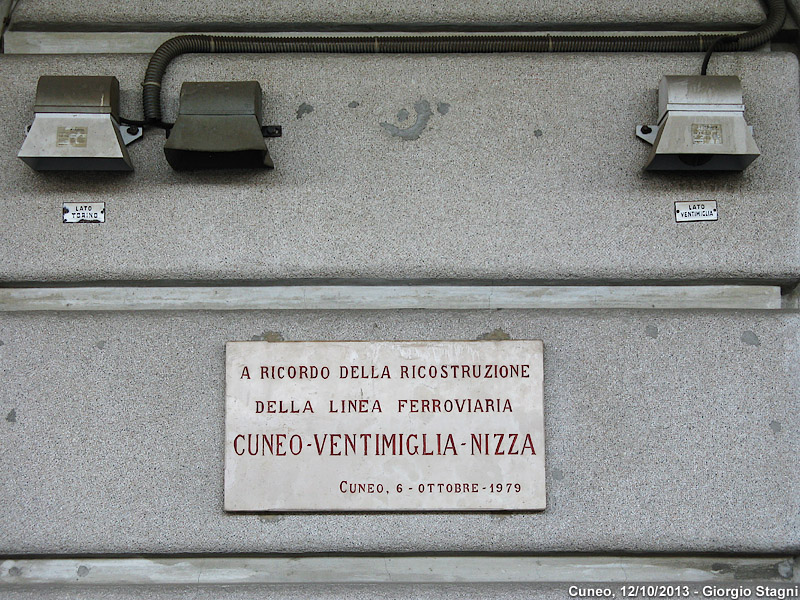 LATO
TORINO
LATO
VENTIMIGLIA
A RICORDO DELLA RICOSTRUZIONE
DELLA LINEA FERROVIARIA
CUNEO-VENTIMIGLIA-NIZZA
CUNEO, 6-OTTOBRE-1979
Cuneo, 12/10/2013 - Giorgio Stagni